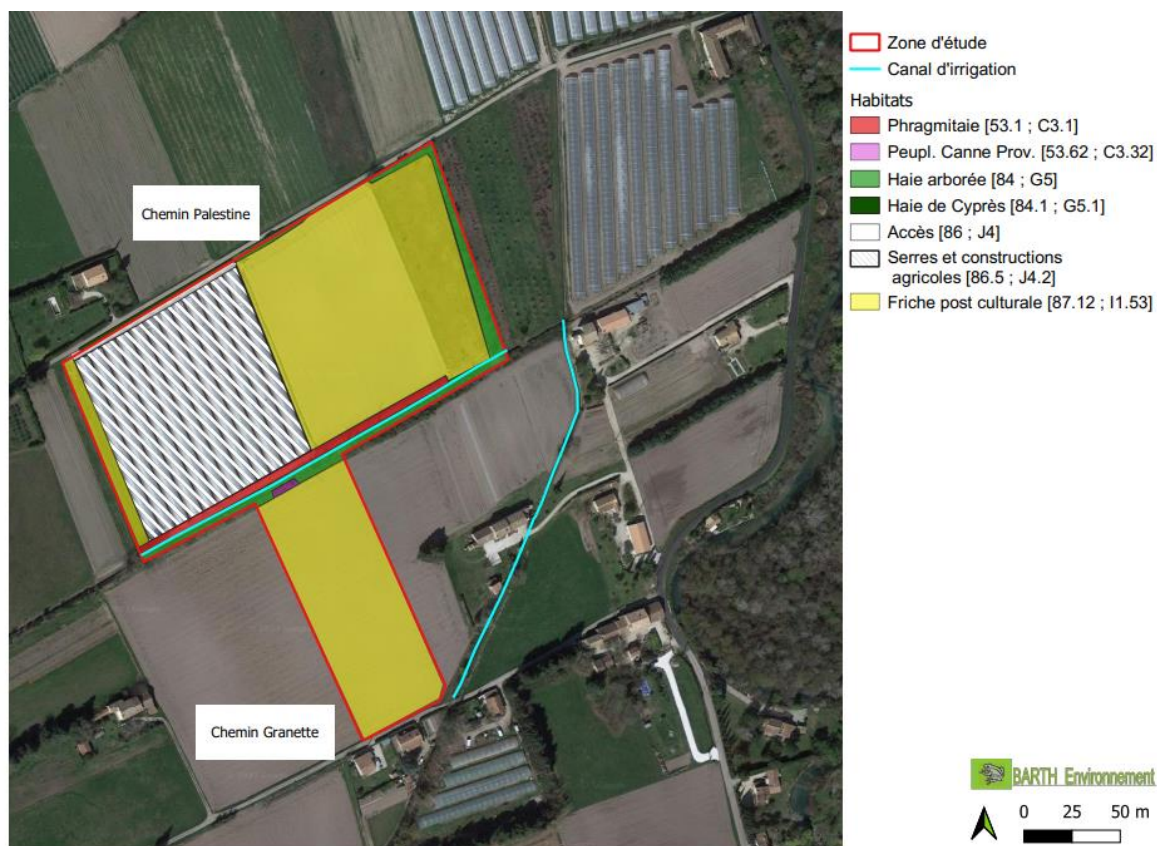 Chemin Palestine
Chemin Granette
Zone d'étude
Canal d'irrigation
Habitats
Phragmitaie [53.1 ; C3.1]
Peupl. Canne Prov. [53.62 ; C3.32]
Haie arborée [84 ; G5]
Haie de Cyprès [84.1 ; G5.1]
Accès [86 ; J4]
Serres et constructions
agricoles [86.5 ; J4.2]
Friche post culturale [87.12 ; I1.53]
BARTH Environnement
0 25 50 m